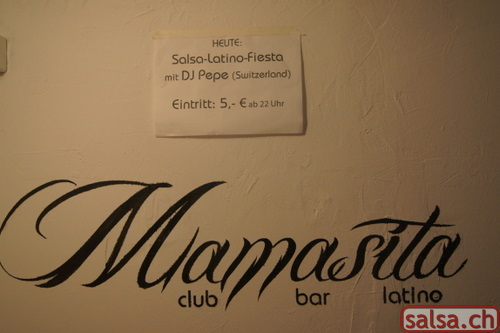 HEUTE:
Salsa-Latino-Fiesta
mit DJ Pepe (Switzerland)
Eintritt: 5,- € ab 22 Uhr
Mamasita
club bar latino
salsa.ch